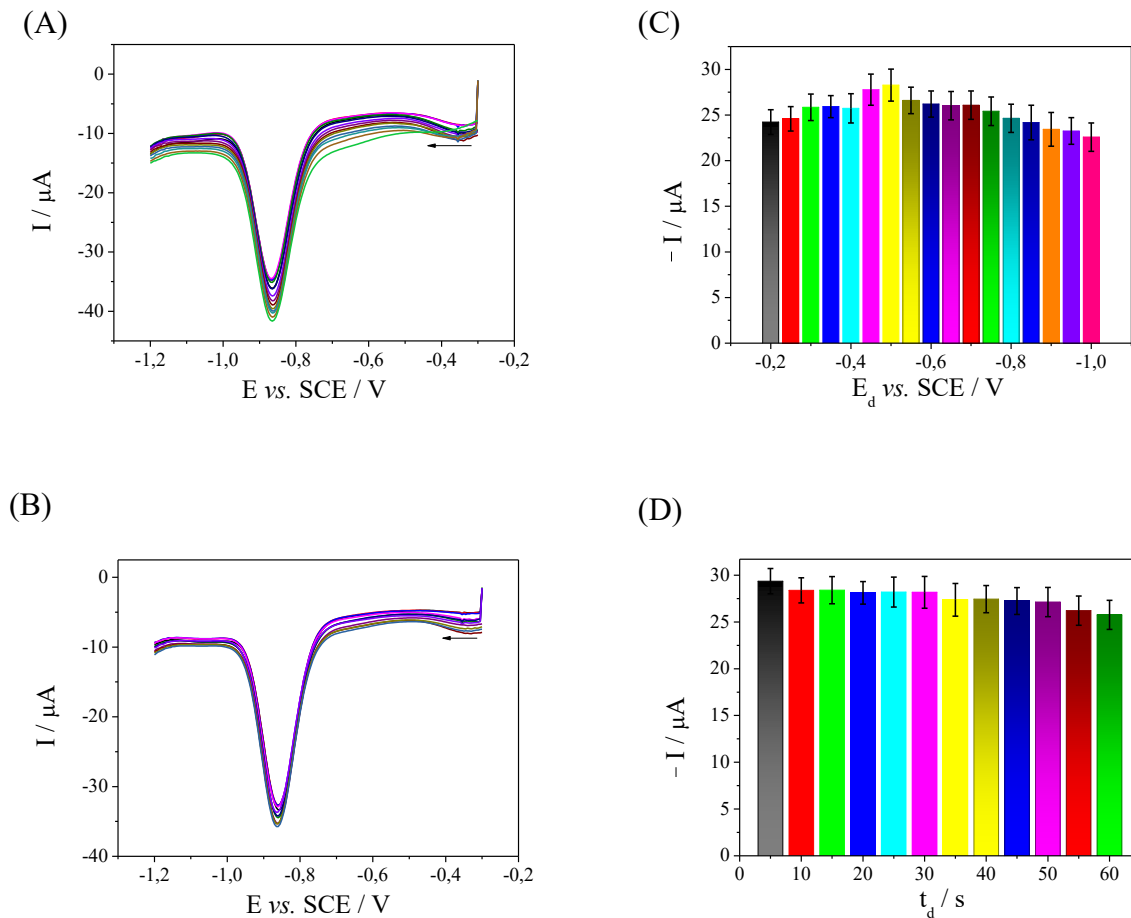 (A)
0
-10
-20
-30
-40
I / μA
-1,2 -1,0 -0,8 -0,6 -0,4 -0,2
E vs. SCE / V
(C)
30
25
20
15
10
5
0
– I / μA
-0,2 -0,4 -0,6 -0,8 -1,0
E_d vs. SCE / V
(B)
0
-10
-20
-30
-40
I / μA
-1,2 -1,0 -0,8 -0,6 -0,4 -0,2
E vs. SCE / V
(D)
30
25
20
15
10
5
0
– I / μA
0 10 20 30 40 50 60
t_d / s